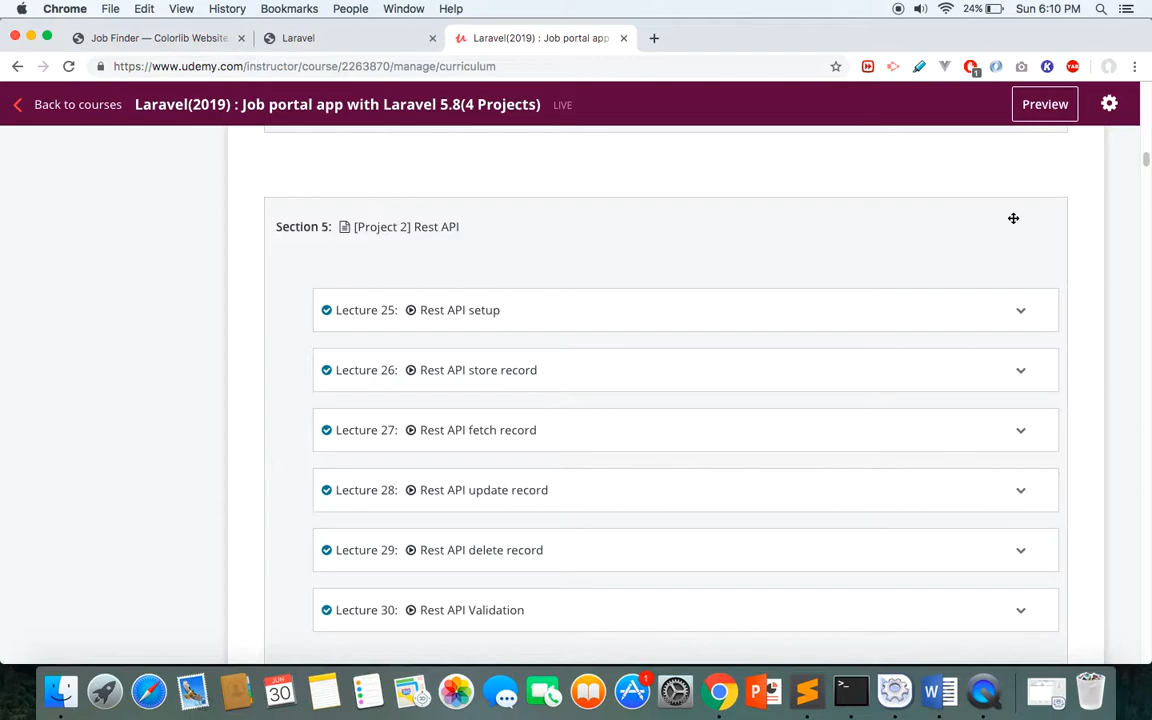 Chrome File Edit View History Bookmarks People Window Help 24% Sun 6:10 PM
Job Finder — Colorlib Website
Laravel
Laravel(2019) : Job portal app
https://www.udemy.com/instructor/course/2263870/manage/curriculum
Back to courses Laravel(2019) : Job portal app with Laravel 5.8(4 Projects) LIVE Preview
Section 5: [Project 2] Rest API
Lecture 25: Rest API setup
Lecture 26: Rest API store record
Lecture 27: Rest API fetch record
Lecture 28: Rest API update record
Lecture 29: Rest API delete record
Lecture 30: Rest API Validation
JUN
30
1